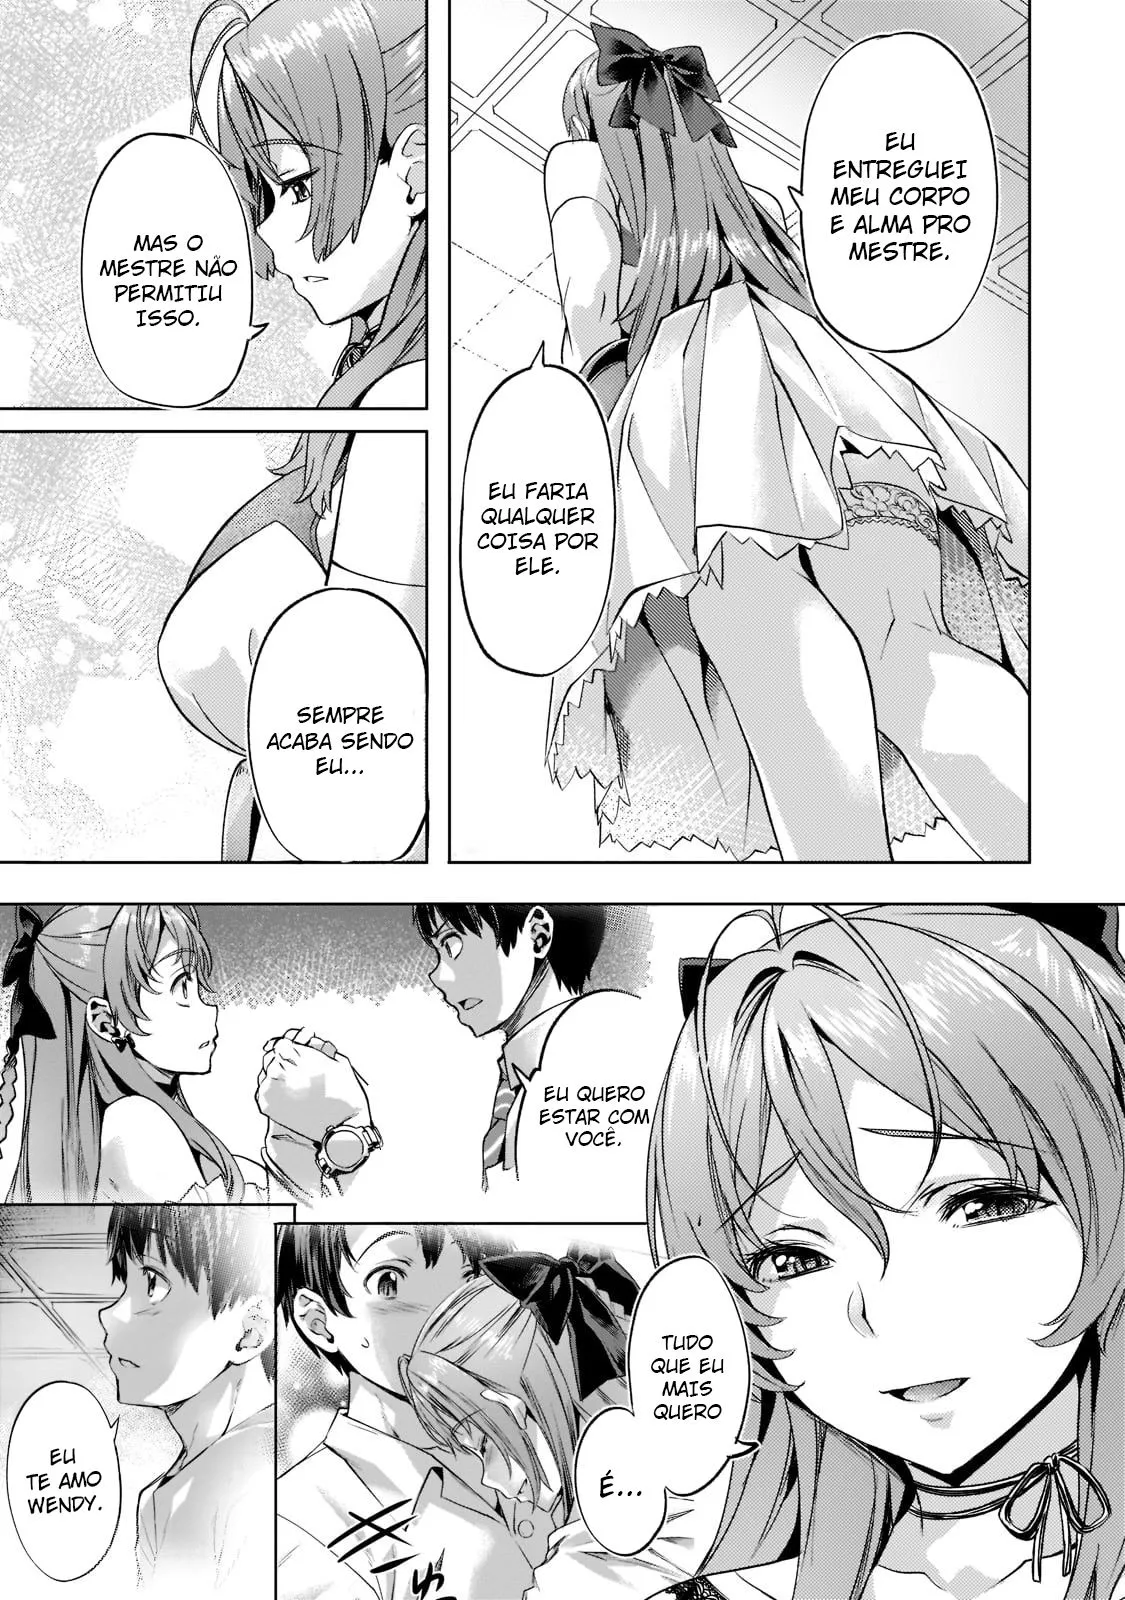 EU
ENTREGUEI
MEU CORPO
E ALMA PRO
MESTRE.
EU FARIA
QUALQUER
COISA POR
ELE.
MAS O
MESTRE NÃO
PERMITIU
ISSO.
SEMPRE
ACABA SENDO
EU...
EU QUERO
ESTAR COM
VOCÊ.
TUDO
QUE EU
MAIS
QUERO
É...
EU
TE AMO
WENDY.